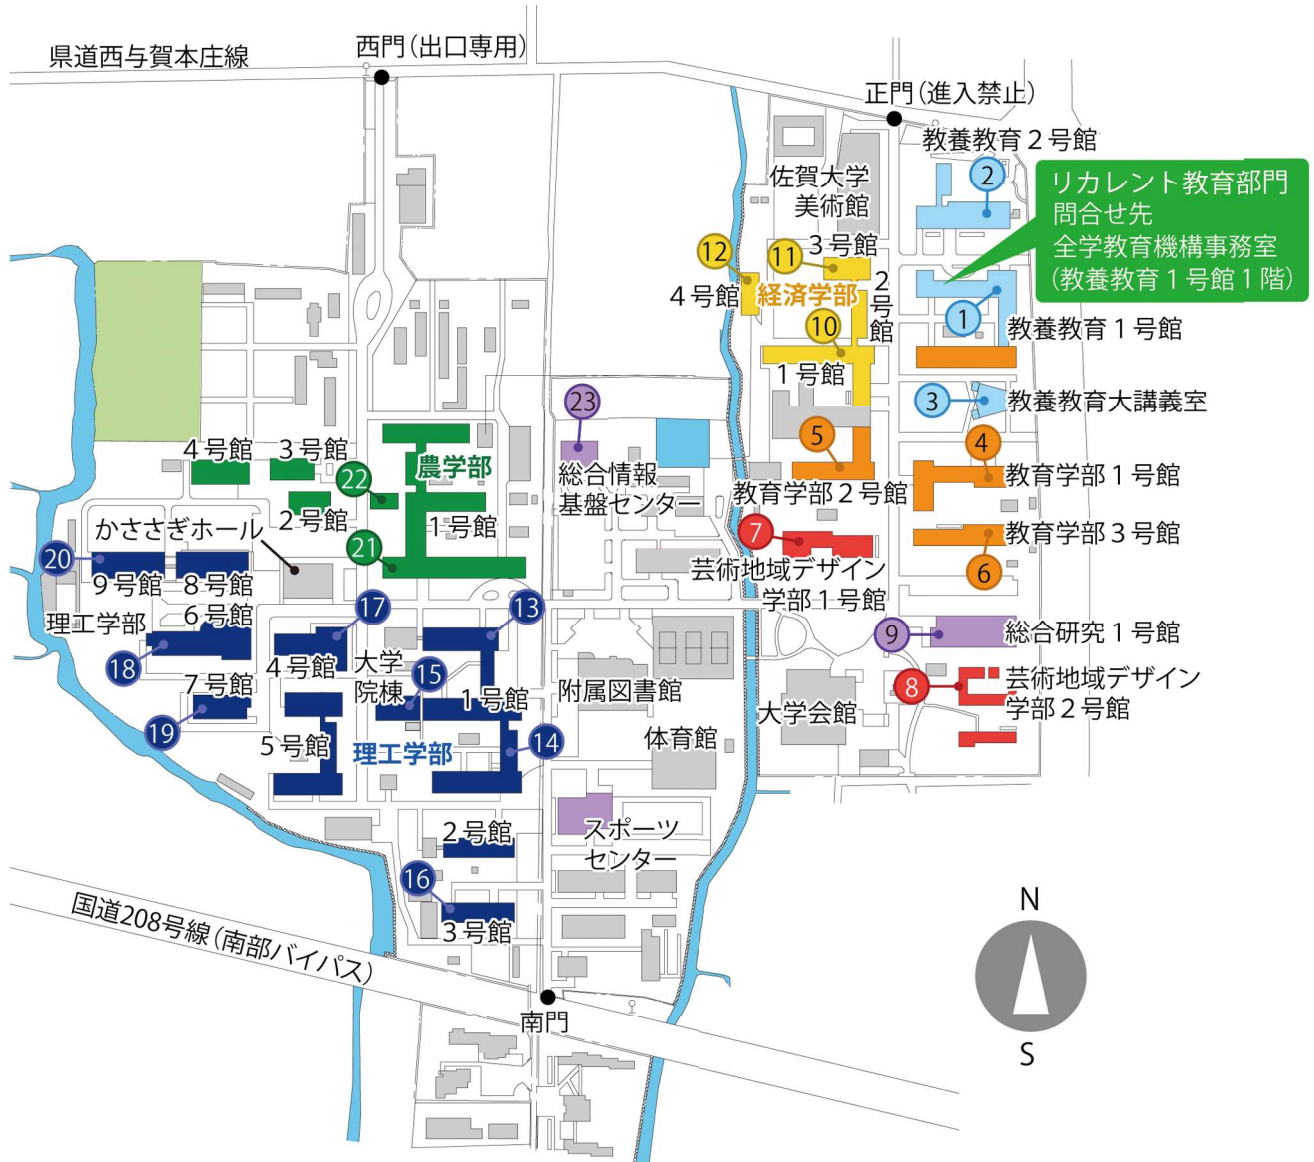 県道西与賀本庄線
西門（出口専用）
正門（進入禁止）
教養教育２号館
2
リカレント教育部門
問合せ先
全学教育機構事務室
（教養教育１号館１階）
佐賀大学
美術館
12
11
３号館
４号館
経済学部
２号館
10
１号館
1
教養教育１号館
3
教養教育大講義室
23
総合情報
基盤センター
5
教育学部２号館
4
教育学部１号館
教育学部３号館
6
7
芸術地域デザイン
学部１号館
9
総合研究１号館
8
芸術地域デザイン
学部２号館
４号館
３号館
22
農学部
２号館
１号館
かささぎホール
21
20
９号館
８号館
理工学部
６号館
18
７号館
19
17
４号館
５号館
大学
院棟
15
13
１号館
14
理工学部
附属図書館
体育館
大学会館
２号館
16
３号館
スポーツ
センター
国道208号線（南部バイパス）
南門
N
S